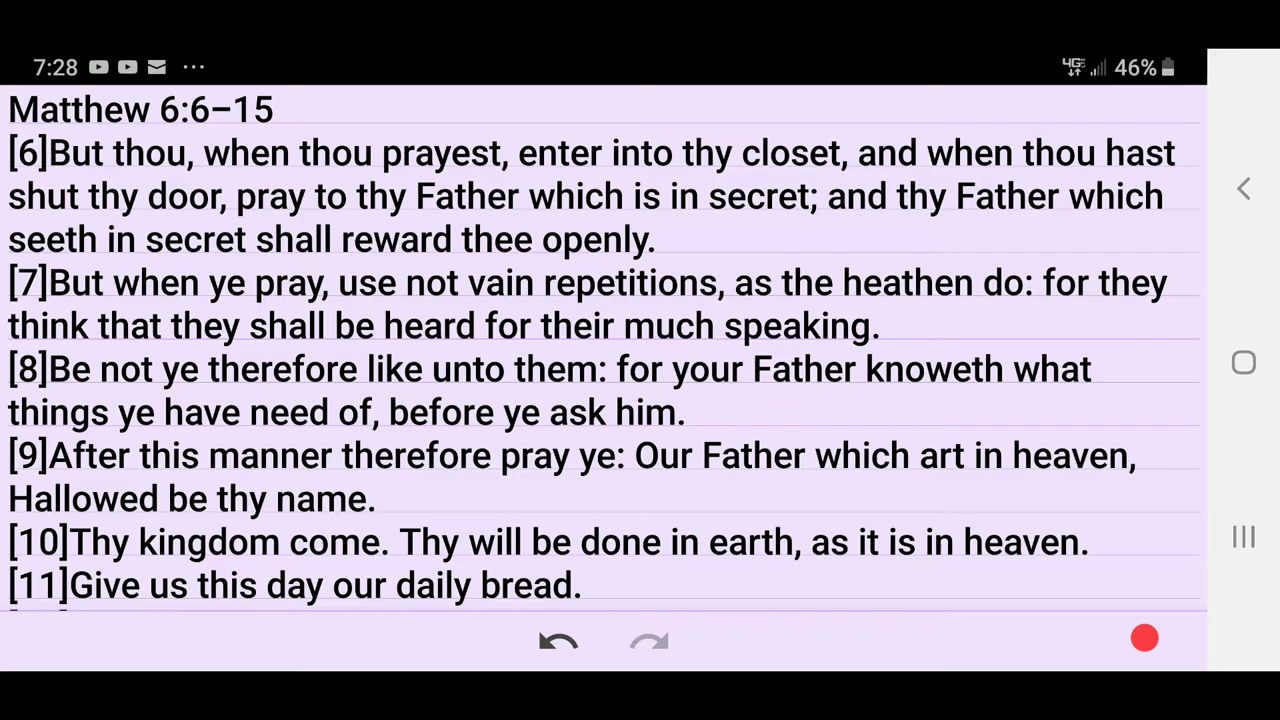 7:28
4G 46%
Matthew 6:6–15
[6]But thou, when thou prayest, enter into thy closet, and when thou hast
shut thy door, pray to thy Father which is in secret; and thy Father which
seeth in secret shall reward thee openly.
[7]But when ye pray, use not vain repetitions, as the heathen do: for they
think that they shall be heard for their much speaking.
[8]Be not ye therefore like unto them: for your Father knoweth what
things ye have need of, before ye ask him.
[9]After this manner therefore pray ye: Our Father which art in heaven,
Hallowed be thy name.
[10]Thy kingdom come. Thy will be done in earth, as it is in heaven.
[11]Give us this day our daily bread.